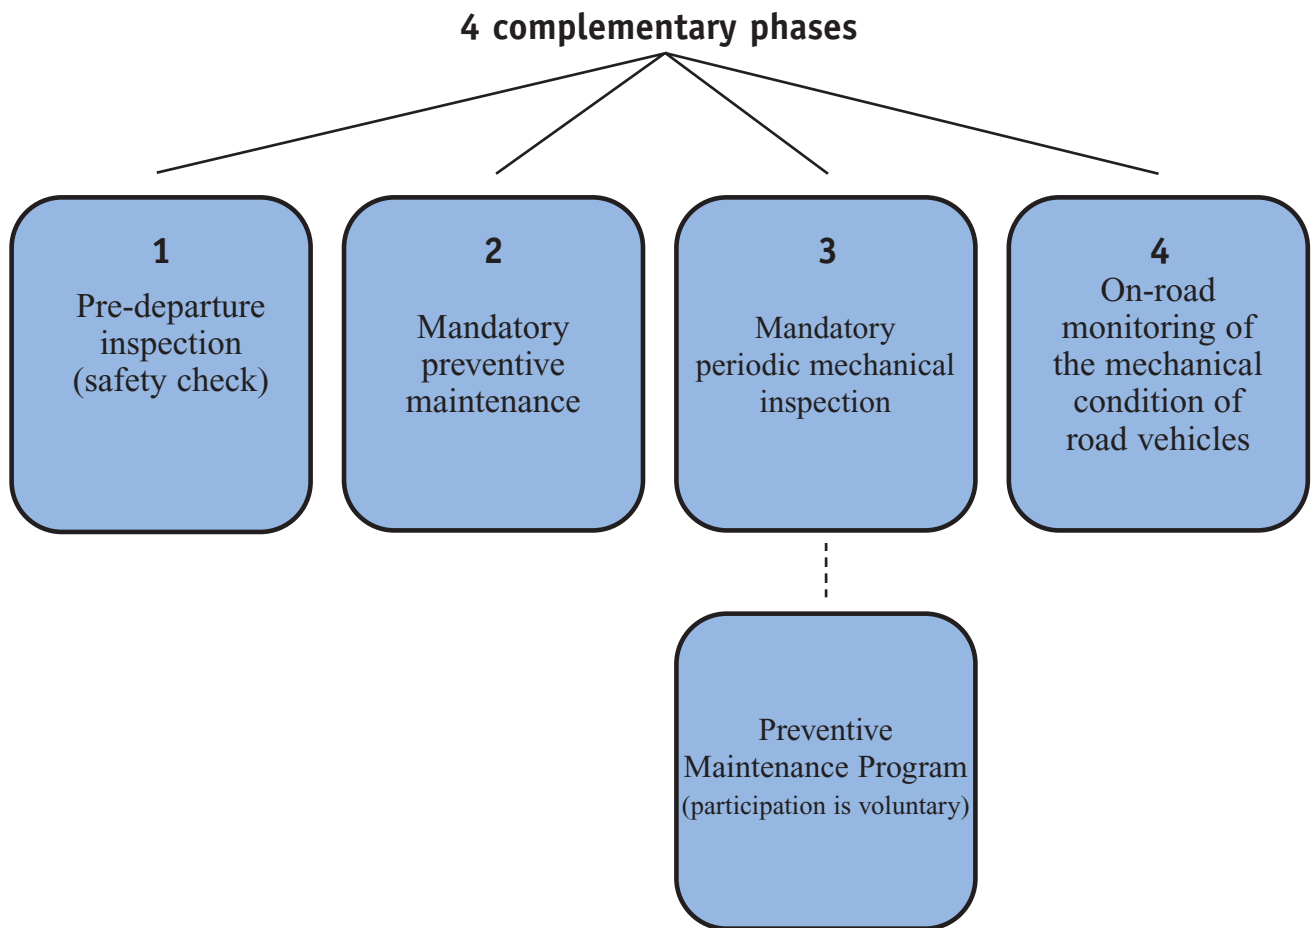 4 complementary phases
1
Pre-departure
inspection
(safety check)
2
Mandatory
preventive
maintenance
3
Mandatory
periodic mechanical
inspection
4
On-road
monitoring of
the mechanical
condition of
road vehicles
Preventive
Maintenance Program
(participation is voluntary)